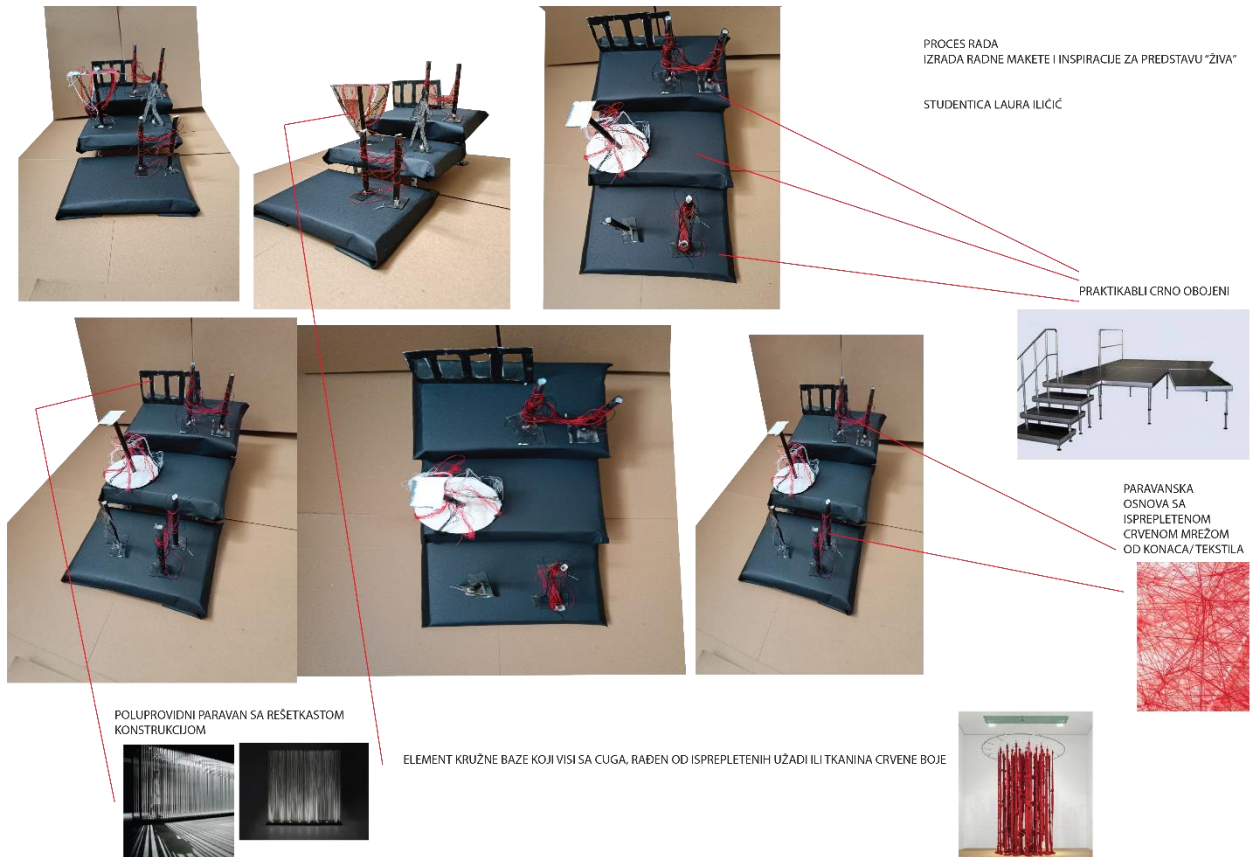 PROCES RADA
IZRADA RADNE MAKETE I INSPIRACIJE ZA PREDSTAVU “ŽIVA”
STUDENTICA LAURA ILIĆIĆ
PRAKTIKABLI CRNO OBOJENI
PARAVANSKA
OSNOVA SA
ISPREPLETENOM
CRVENOM MREŽOM
OD KONACA/ TEKSTILA
POLUPROVIDNI PARAVAN SA REŠETKASTOM
KONSTRUKCIJOM
ELEMENT KRUŽNE BAZE KOJI VISI SA CUGA, RAĐEN OD ISPREPLETENIH UŽADI ILI TKANINA CRVENE BOJE